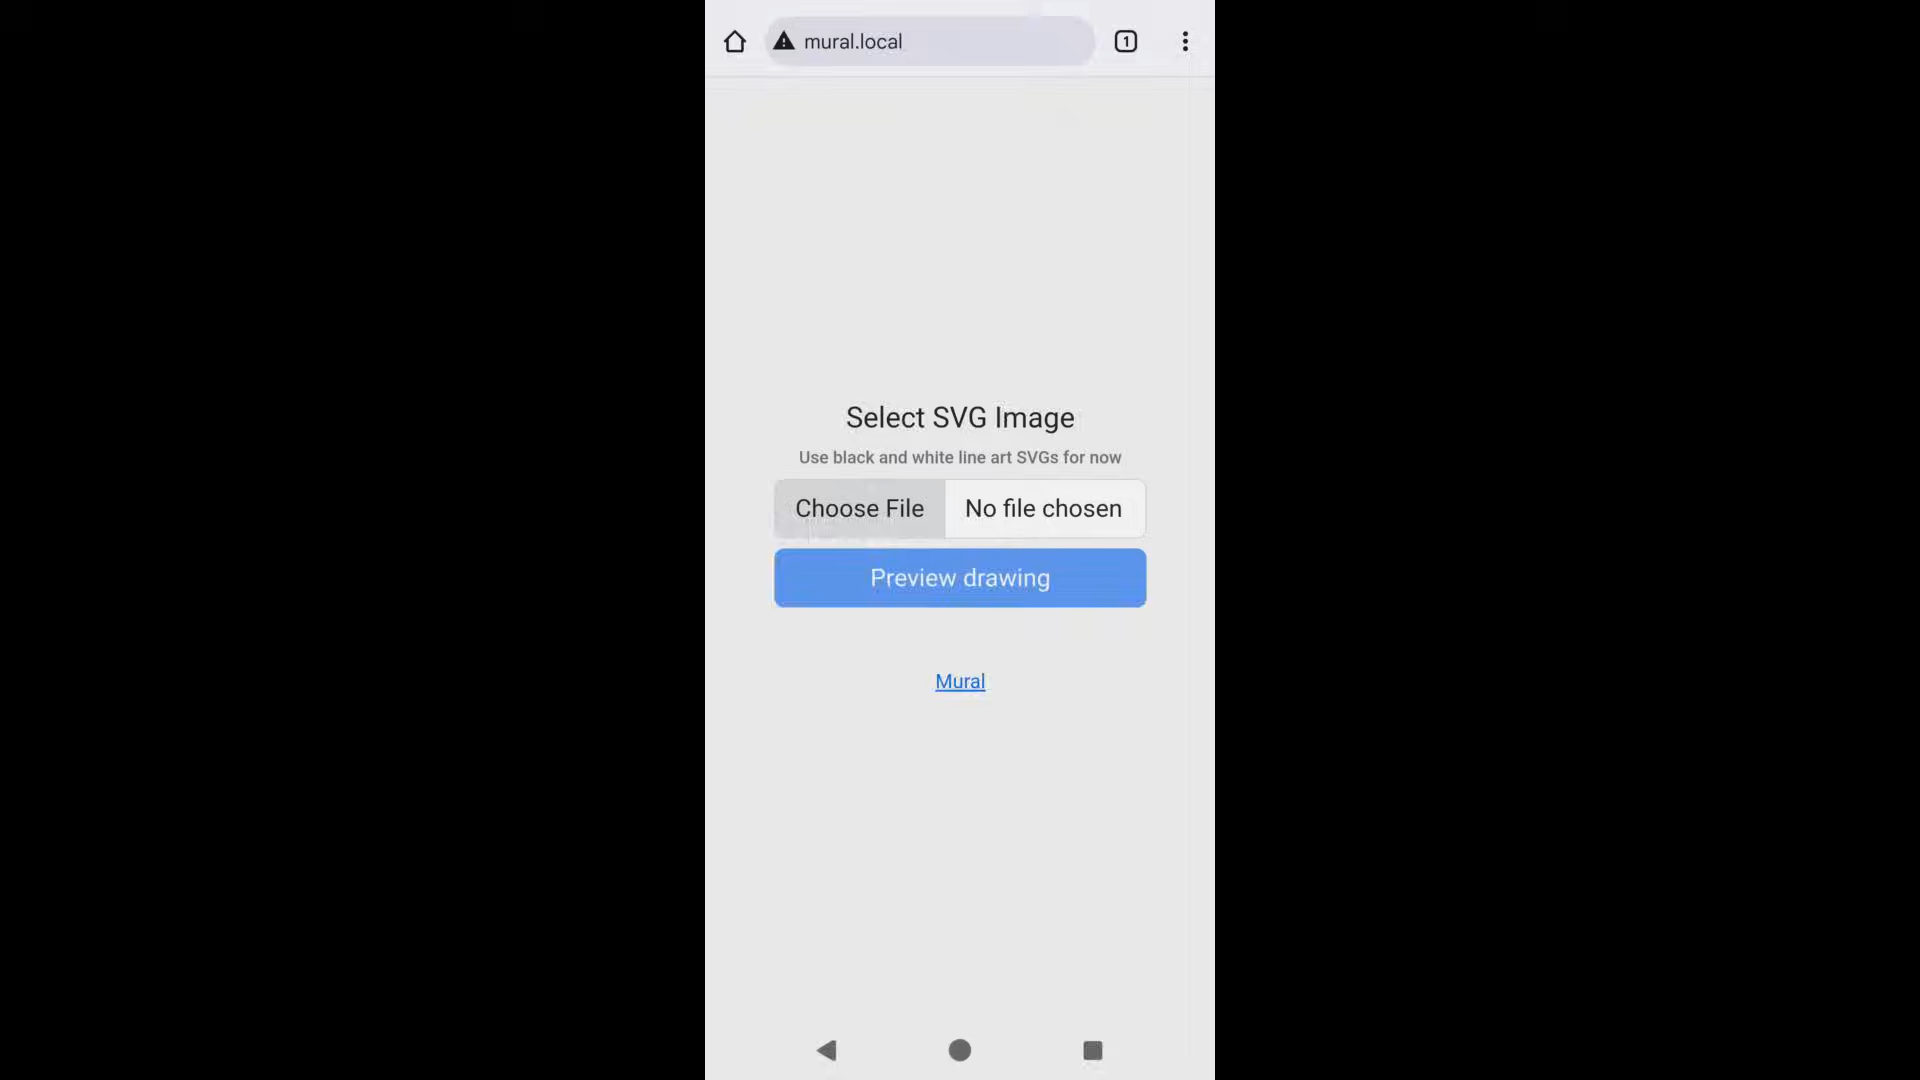 mural.local
1
Select SVG Image
Use black and white line art SVGs for now
Choose File No file chosen
Preview drawing
Mural